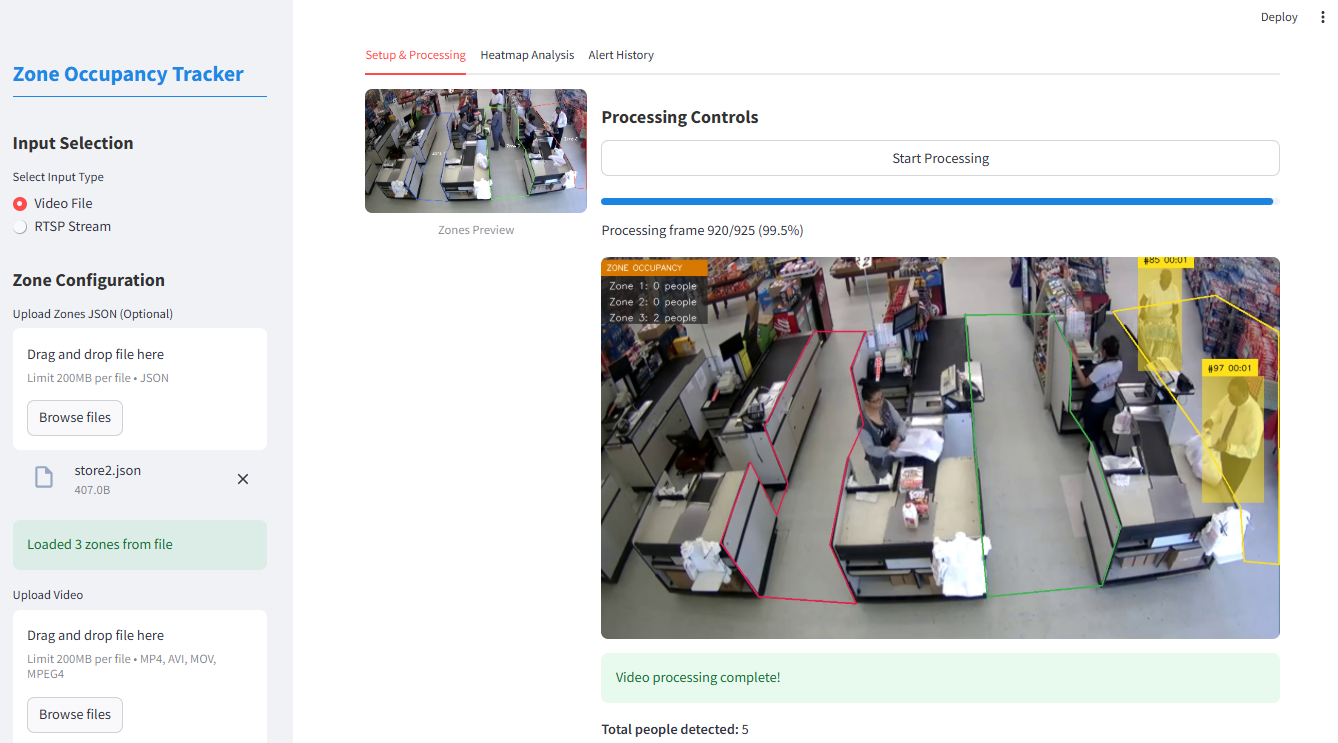 Deploy
Zone Occupancy Tracker
Input Selection
Select Input Type
Video File
RTSP Stream
Zone Configuration
Upload Zones JSON (Optional)
Drag and drop file here
Limit 200MB per file • JSON
Browse files
store2.json
407.0B
Loaded 3 zones from file
Upload Video
Drag and drop file here
Limit 200MB per file • MP4, AVI, MOV,
MPEG4
Browse files
Setup & Processing Heatmap Analysis Alert History
Zones Preview
Processing Controls
Start Processing
Processing frame 920/925 (99.5%)
ZONE OCCUPANCY
Zone 1: 0 people
Zone 2: 0 people
Zone 3: 2 people
#85 00:01
#97 00:01
Video processing complete!
Total people detected: 5